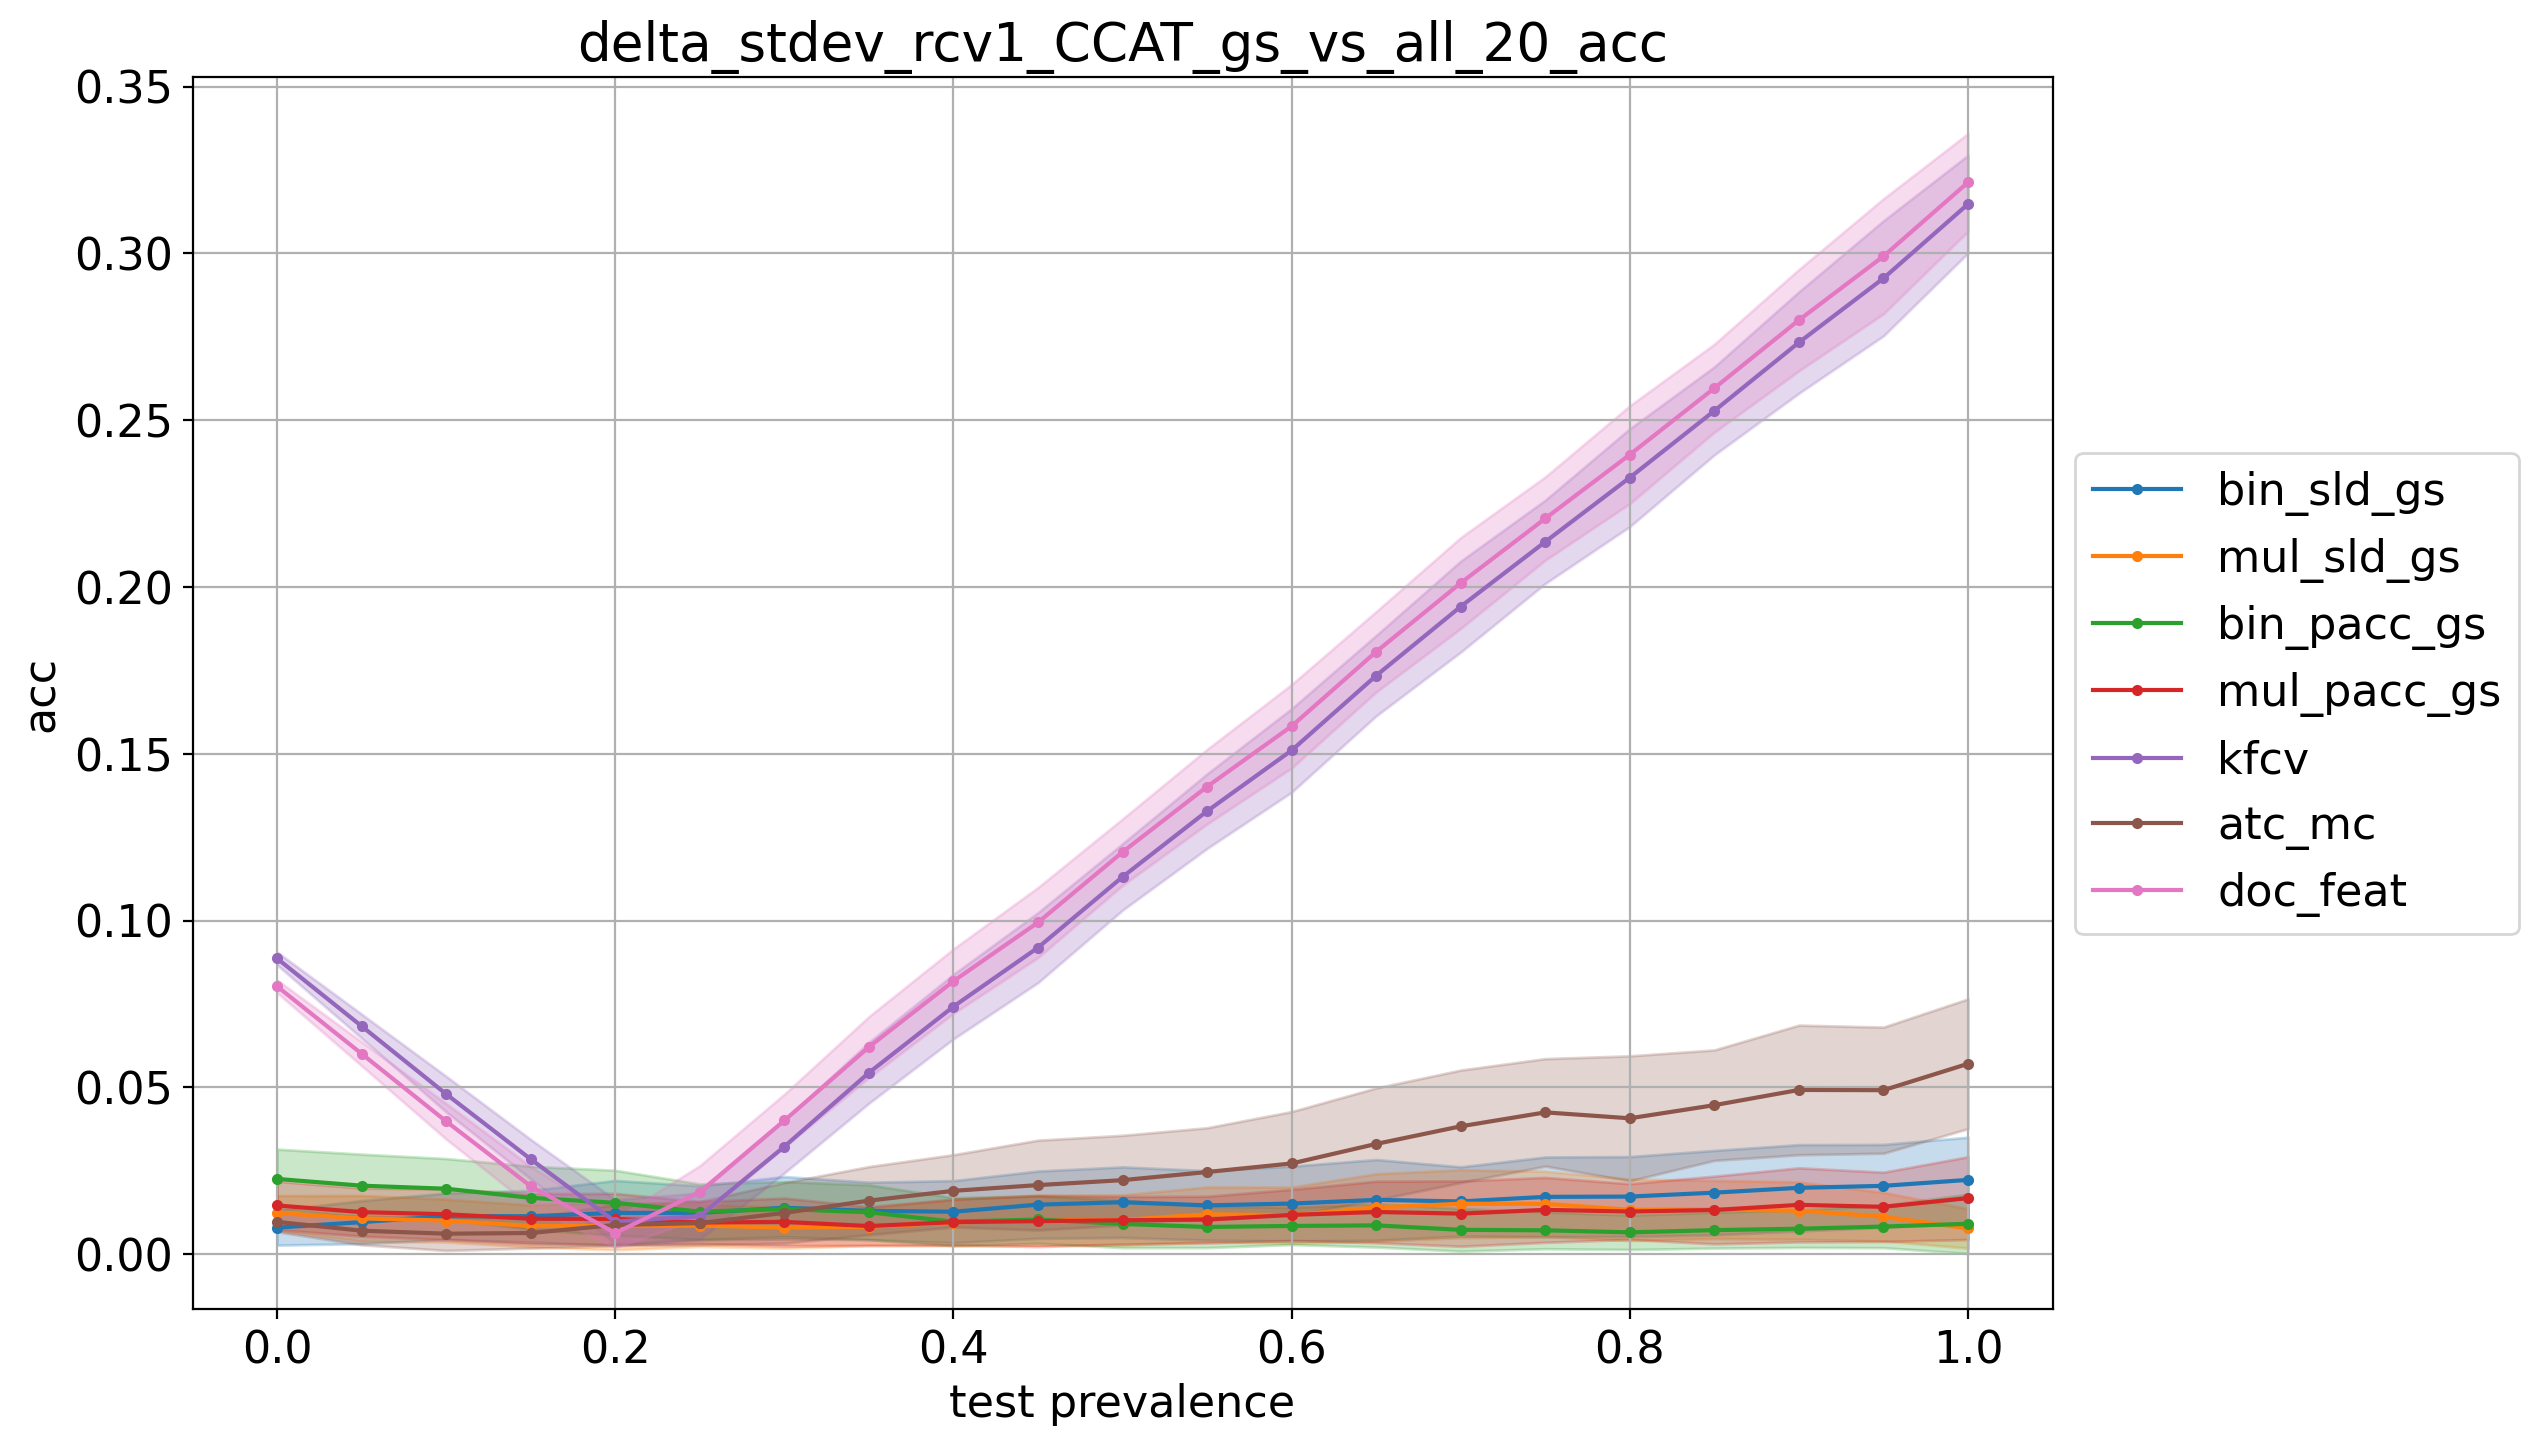 delta_stdev_rcv1_CCAT_gs_vs_all_20_acc
0.35
0.30
0.25
0.20
0.15
0.10
0.05
0.00
acc
0.0 0.2 0.4 0.6 0.8 1.0
test prevalence
bin_sld_gs
mul_sld_gs
bin_pacc_gs
mul_pacc_gs
kfcv
atc_mc
doc_feat